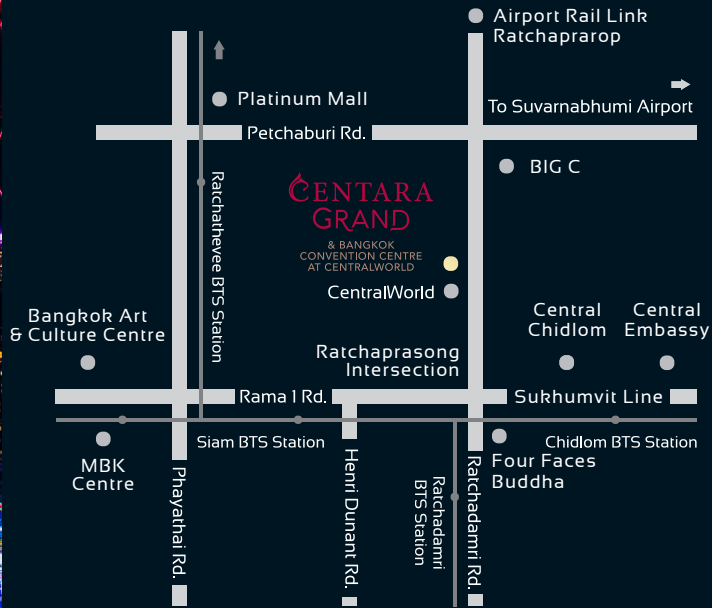 Airport Rail Link
Ratchaprarop
Platinum Mall
To Suvarnabhumi Airport
Petchaburi Rd.
BIG C
Ratchathevee BTS Station
CENTARA
GRAND
& BANGKOK
CONVENTION CENTRE
AT CENTRALWORLD
CentralWorld
Bangkok Art
& Culture Centre
Central
Chidlom
Central
Embassy
Ratchaprasong
Intersection
Rama 1 Rd.
Sukhumvit Line
Siam BTS Station
Chidlom BTS Station
MBK
Centre
Four Faces
Buddha
Phayathai Rd.
Henri Dunant Rd.
Ratchadamri
BTS Station
Ratchadamri Rd.